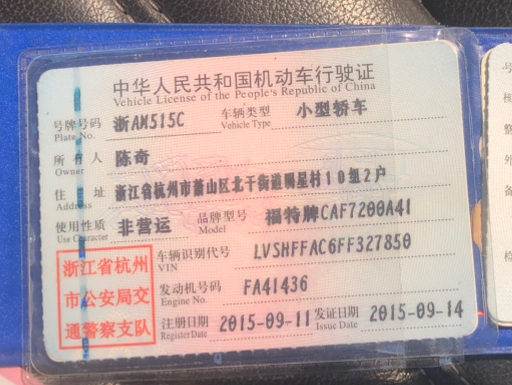 中华人民共和国机动车行驶证
Vehicle License of the People's Republic of China
号牌号码 浙AM515C 车辆类型 小型轿车
Plate No. Vehicle Type
所有人 陈奇
Owner
住址 浙江省杭州市萧山区北干街道明星村10组2户
Address
使用性质 非营运 品牌型号 福特牌CAF7200A41
Use Character Model
车辆识别代号 LVSHFFAC6FF327850
VIN
发动机号码 FA41436
Engine No.
注册日期 2015-09-11 发证日期 2015-09-14
Register Date Issue Date
浙江省杭州
市公安局交
通警察支队